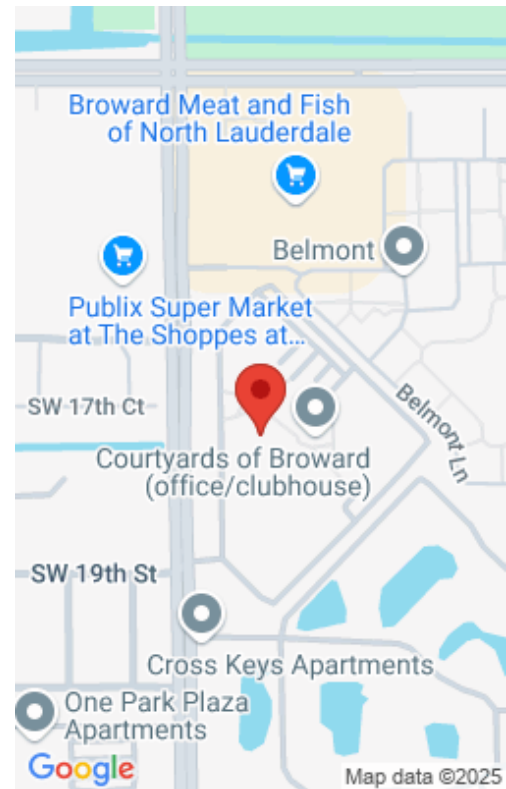 Broward Meat and Fish
of North Lauderdale
Belmont
Publix Super Market
at The Shoppes at...
SW 17th Ct
Belmont Ln
Courtyards of Broward
(office/clubhouse)
SW 19th St
Cross Keys Apartments
One Park Plaza
Apartments
Google
Map data ©2025